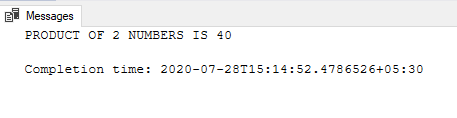 Messages
PRODUCT OF 2 NUMBERS IS 40
Completion time: 2020-07-28T15:14:52.4786526+05:30